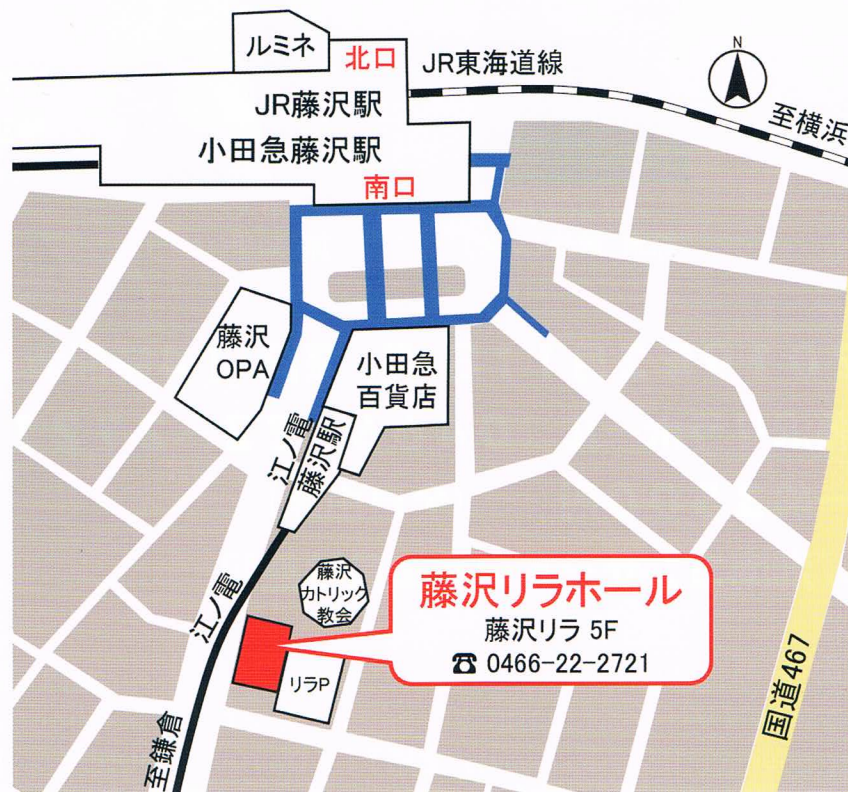 ルミネ
北口
JR東海道線
N
至横浜
JR藤沢駅
小田急藤沢駅
南口
藤沢
OPA
小田急
百貨店
江ノ電
藤沢駅
藤沢
カトリック
教会
藤沢リラホール
藤沢リラ 5F
☎ 0466-22-2721
江ノ電
リラP
国道467
至鎌倉